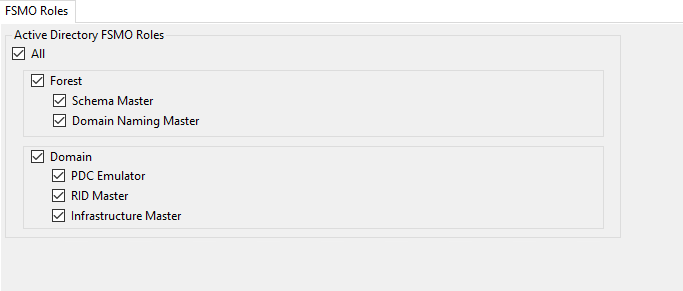 FSMO Roles
Active Directory FSMO Roles
All
Forest
Schema Master
Domain Naming Master
Domain
PDC Emulator
RID Master
Infrastructure Master